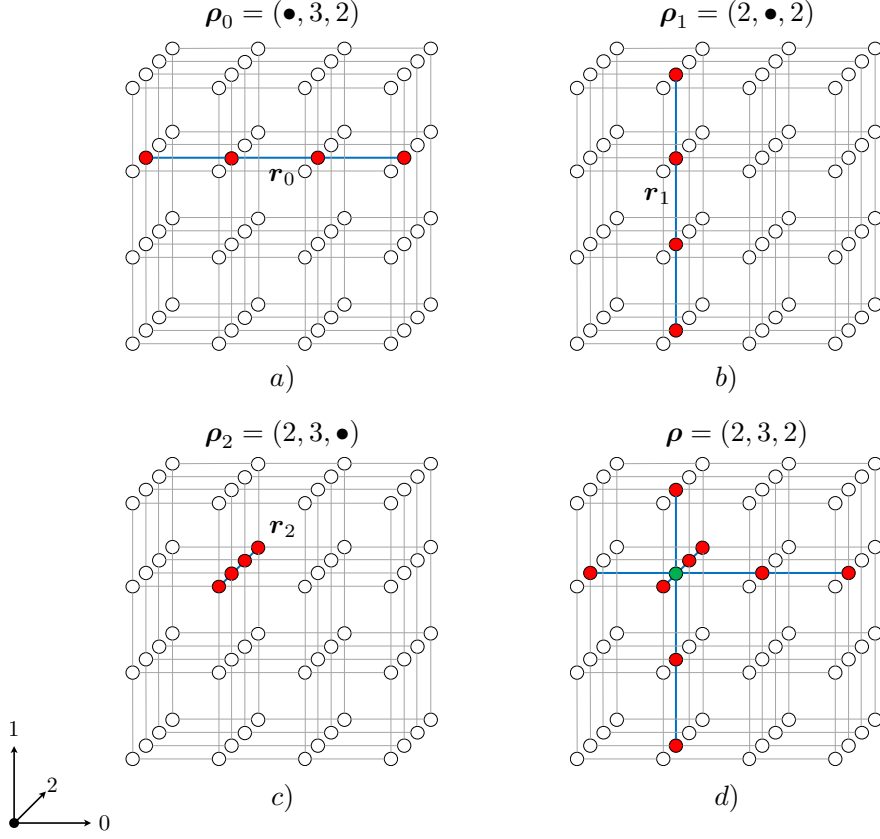 ρ₀ = (●, 3, 2)
ρ₁ = (2, ●, 2)
r₀
r₁
a)
b)
ρ₂ = (2, 3, ●)
ρ = (2, 3, 2)
r₂
c)
d)
1
2
0